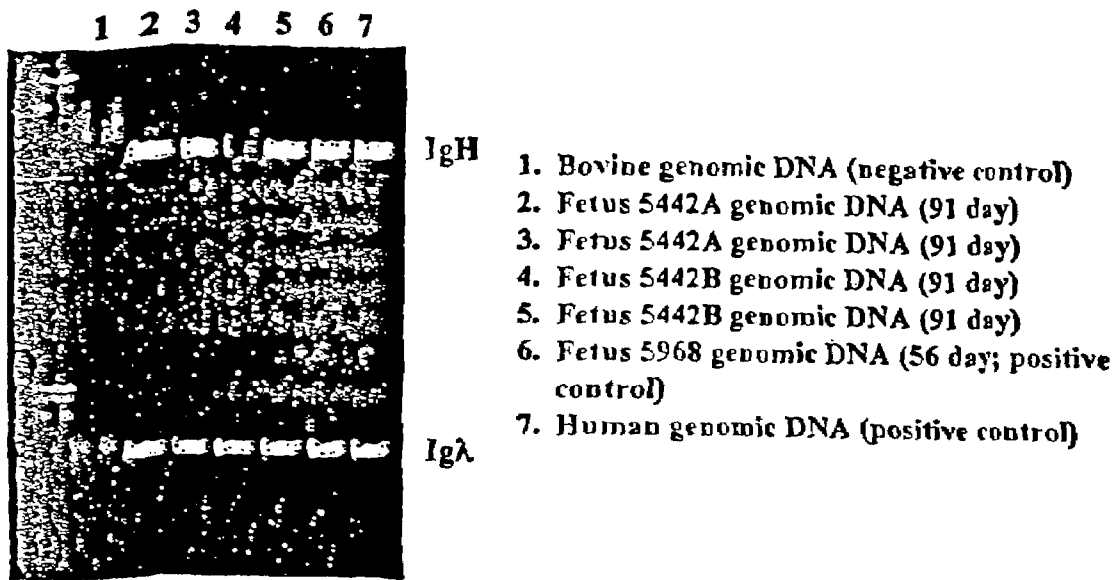 1 2 3 4 5 6 7
IgH
Igλ
1. Bovine genomic DNA (negative control)
2. Fetus 5442A genomic DNA (91 day)
3. Fetus 5442A genomic DNA (91 day)
4. Fetus 5442B genomic DNA (91 day)
5. Fetus 5442B genomic DNA (91 day)
6. Fetus 5968 genomic DNA (56 day; positive
control)
7. Human genomic DNA (positive control)